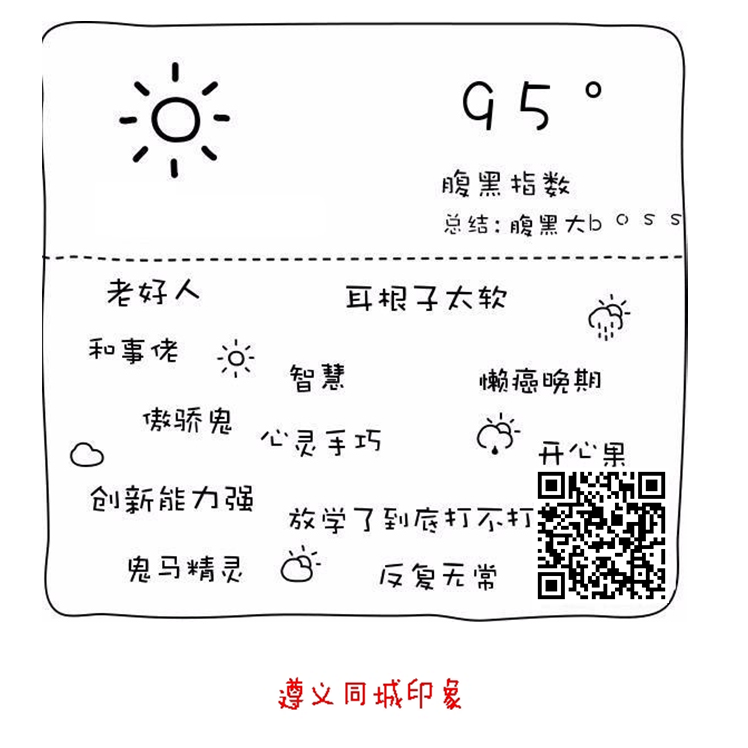 95°
腹黑指数
总结:腹黑大boss
老好人
耳根子太软
和事佬
智慧
懒癌晚期
傲骄鬼
心灵手巧
开心果
创新能力强
放学了到底打不打
鬼马精灵
反复无常
遵义同城印象